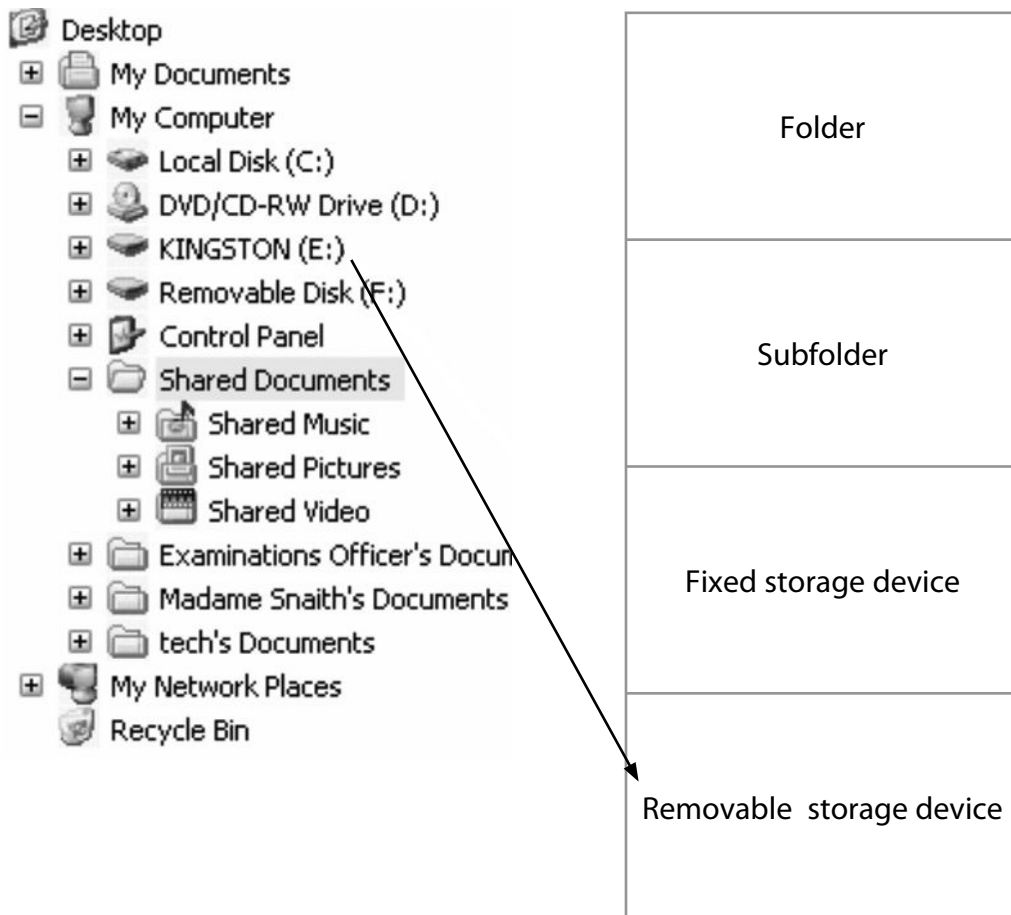 Desktop
My Documents
My Computer
Local Disk (C:)
DVD/CD-RW Drive (D:)
KINGSTON (E:)
Removable Disk (F:)
Control Panel
Shared Documents
Shared Music
Shared Pictures
Shared Video
Examinations Officer's Docum
Madame Snaith's Documents
tech's Documents
My Network Places
Recycle Bin
Folder
Subfolder
Fixed storage device
Removable storage device